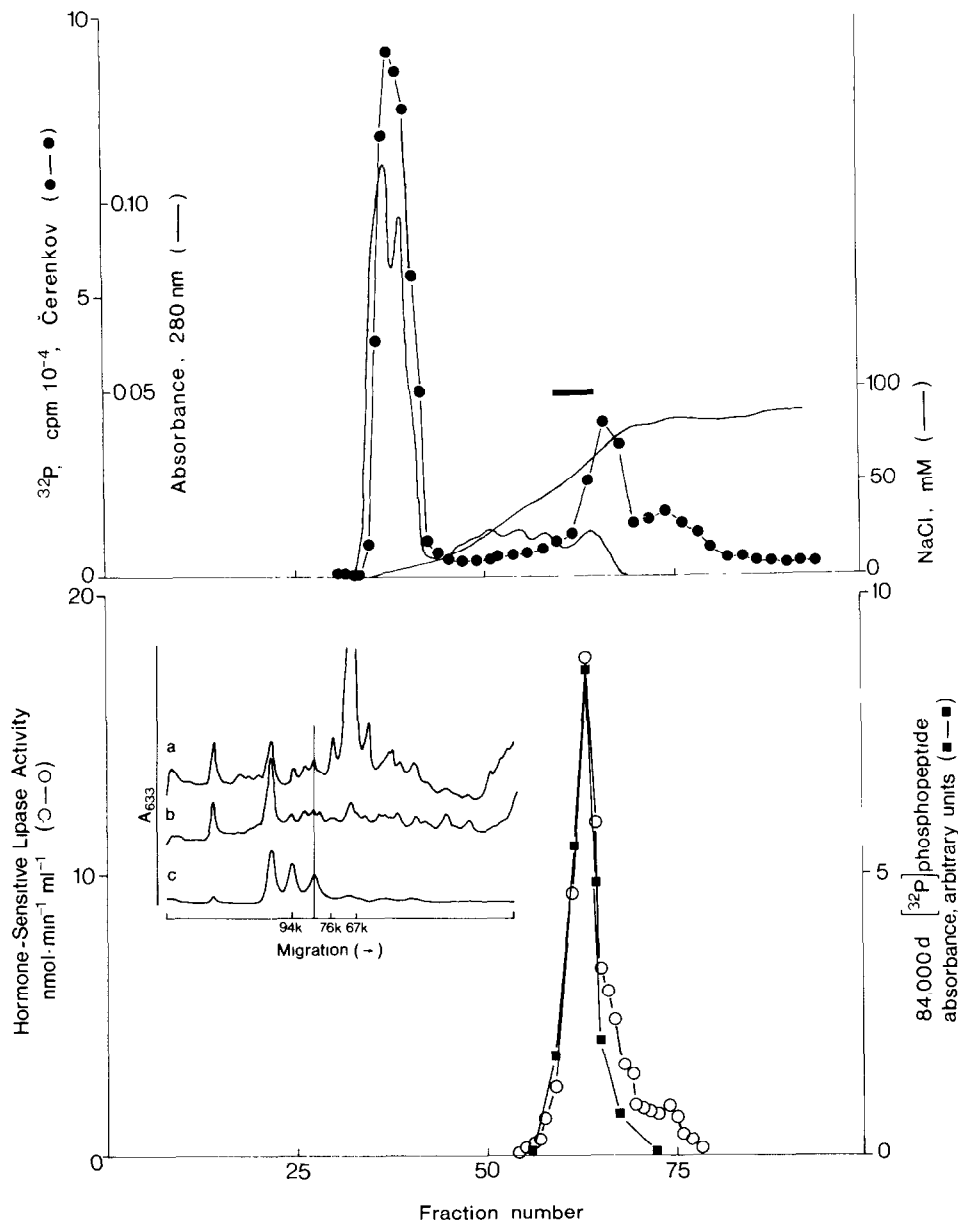 10
5
0
³²P, cpm 10⁻⁴, Čerenkov (●—●)
0.10
0.05
Absorbance, 280 nm (—)
100
50
0
NaCl, mM (—)
20
10
0
Hormone-Sensitive Lipase Activity
nmol·min⁻¹ ml⁻¹ (○—○)
a
b
c
A₆₃₃
94k 76k 67k
Migration (→)
10
5
0
84.000d [³²P] phosphopeptide
absorbance, arbitrary units (■—■)
25 50 75
Fraction number